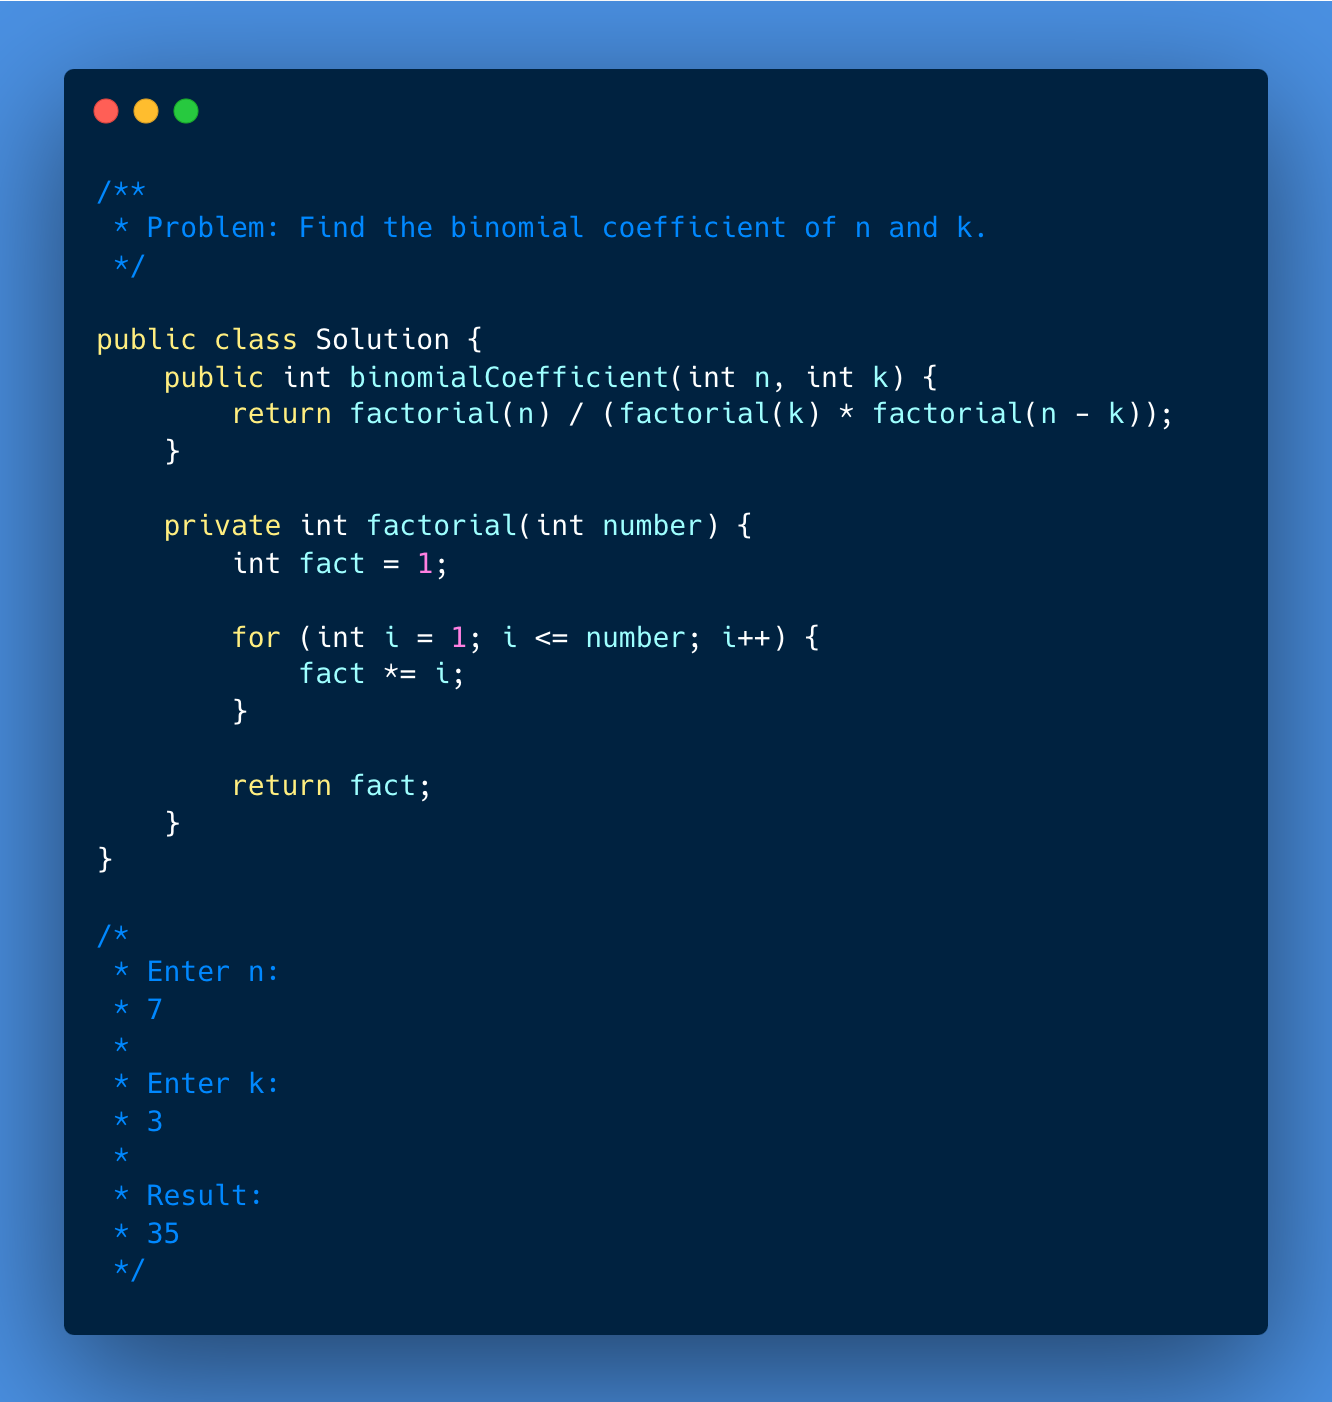 /**
 * Problem: Find the binomial coefficient of n and k.
 */

public class Solution {
    public int binomialCoefficient(int n, int k) {
        return factorial(n) / (factorial(k) * factorial(n - k));
    }

    private int factorial(int number) {
        int fact = 1;

        for (int i = 1; i <= number; i++) {
            fact *= i;
        }

        return fact;
    }
}

/*
 * Enter n:
 * 7
 *
 * Enter k:
 * 3
 *
 * Result:
 * 35
 */